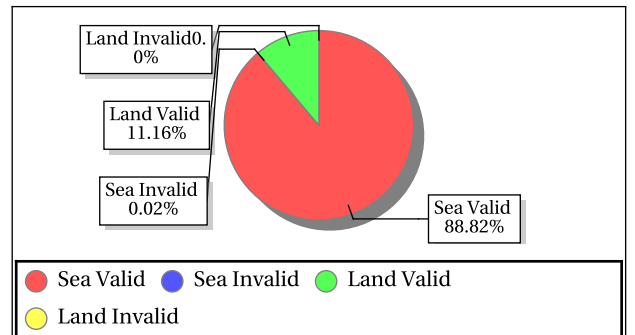 Land Invalid0.
0%
Land Valid
11.16%
Sea Invalid
0.02%
Sea Valid
88.82%
Sea Valid Sea Invalid Land Valid
Land Invalid